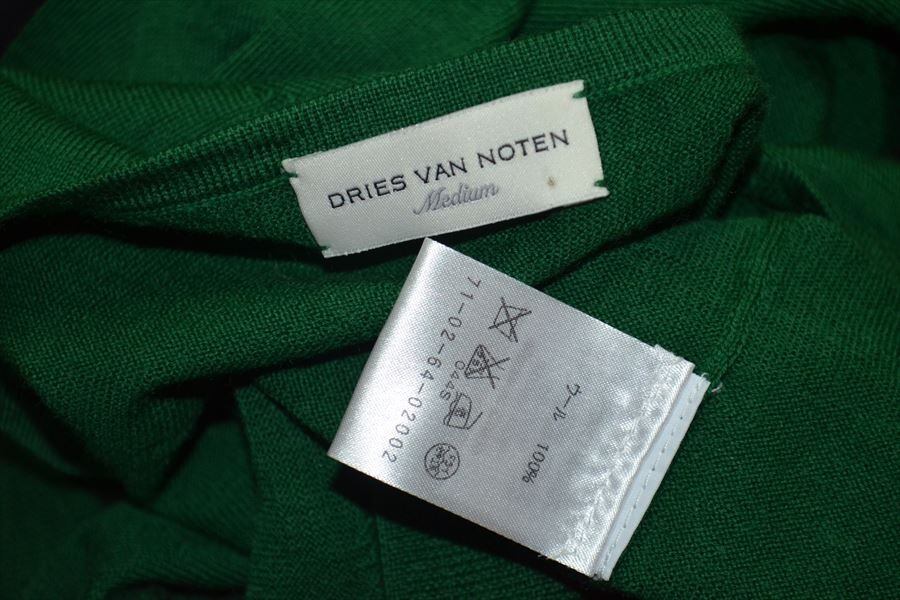 DRIES VAN NOTEN
Medium
ウール 100%
71-02-64-02002